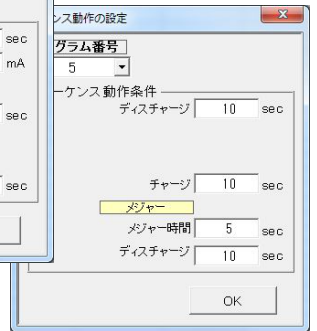 ンス動作の設定
グラム番号
5
ーケンス動作条件
ディスチャージ 10 sec
チャージ 10 sec
メジャー
メジャー時間 5 sec
ディスチャージ 10 sec
OK
sec
mA
sec
sec